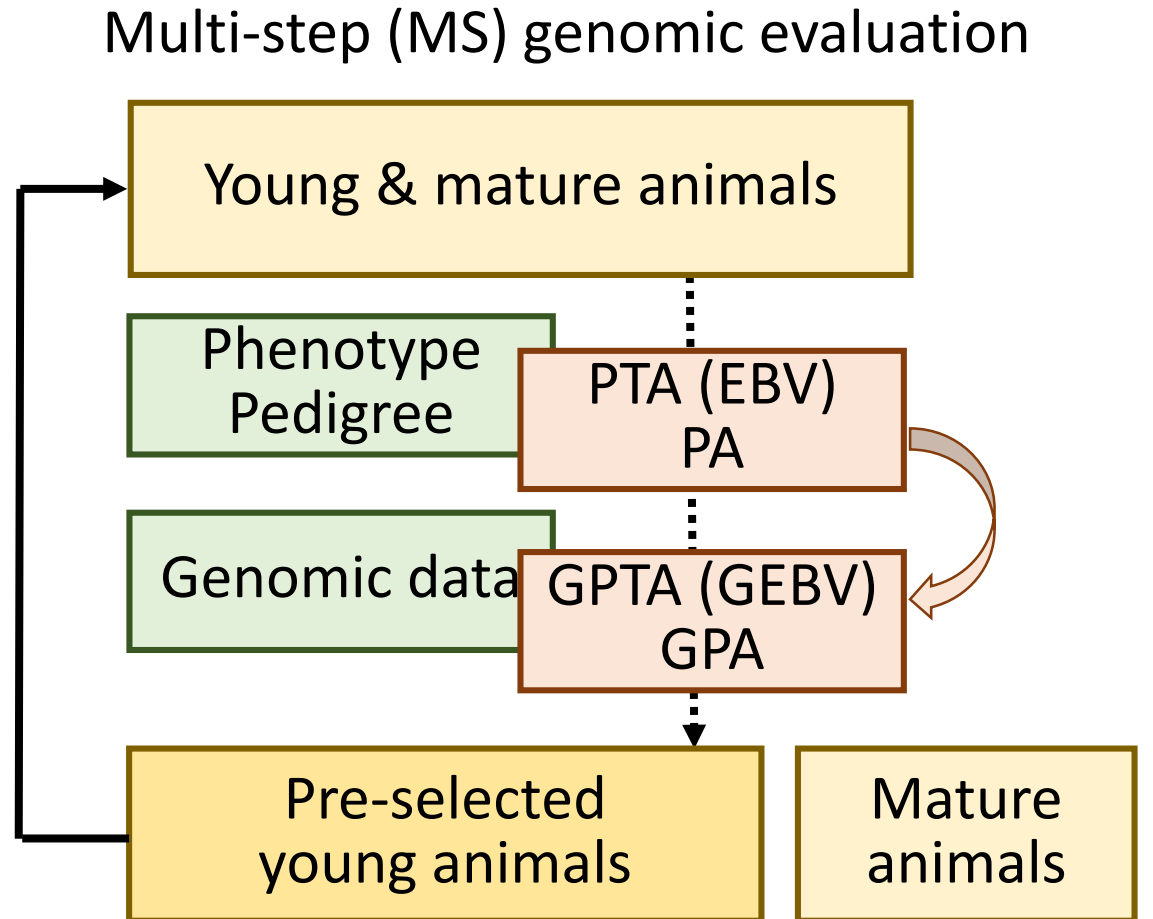 Multi-step (MS) genomic evaluation
Young & mature animals
Phenotype
Pedigree
PTA (EBV)
PA
Genomic data
GPTA (GEBV)
GPA
Pre-selected
young animals
Mature
animals